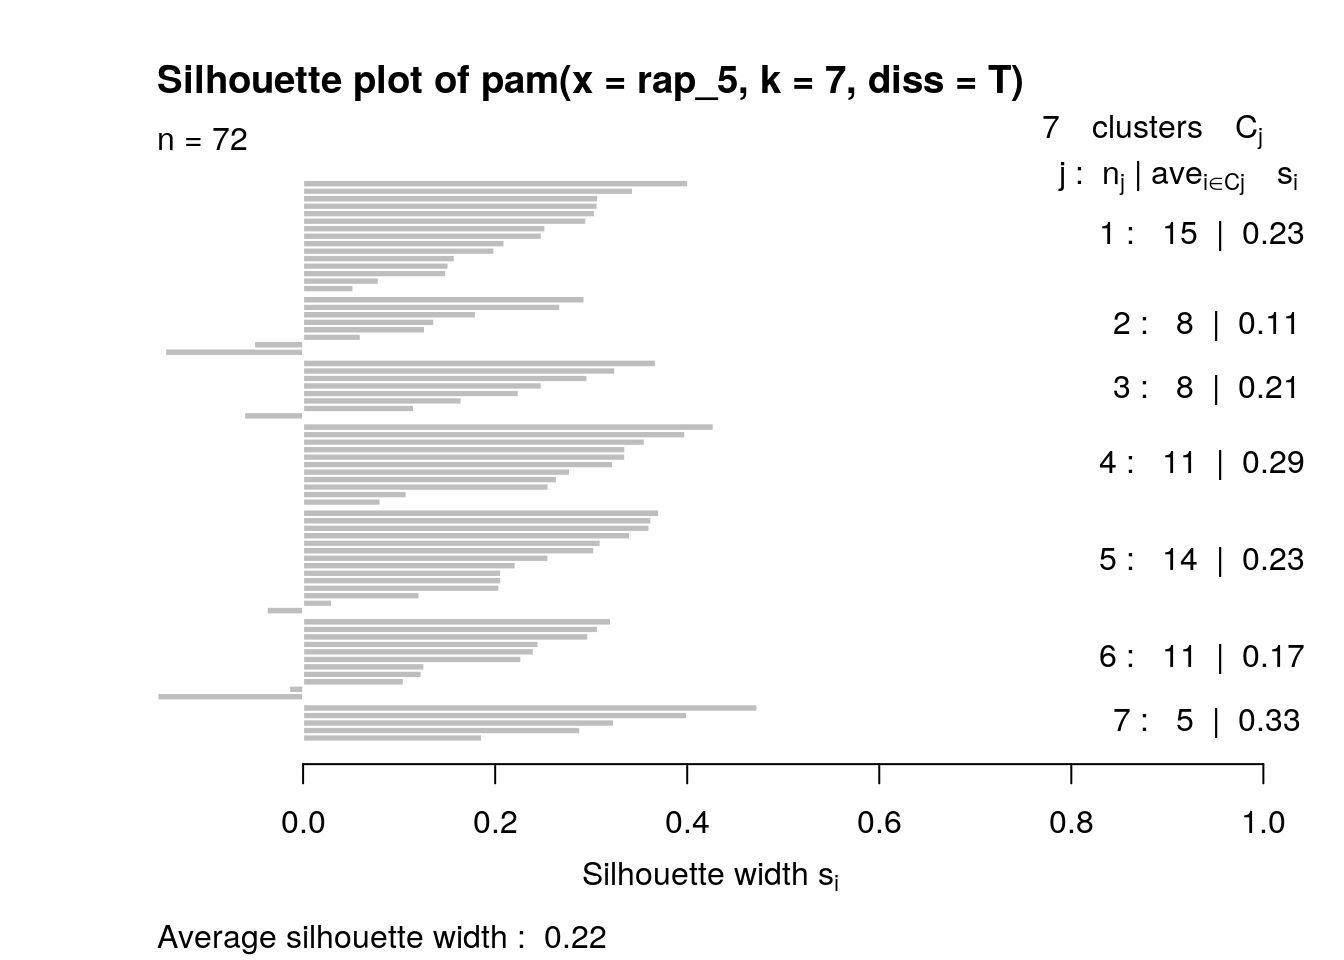 Silhouette plot of pam(x = rap_5, k = 7, diss = T)
n = 72
7 clusters Cj
j : nj | avei∈Cj si
1 : 15 | 0.23
2 : 8 | 0.11
3 : 8 | 0.21
4 : 11 | 0.29
5 : 14 | 0.23
6 : 11 | 0.17
7 : 5 | 0.33
0.0 0.2 0.4 0.6 0.8 1.0
Silhouette width si
Average silhouette width : 0.22